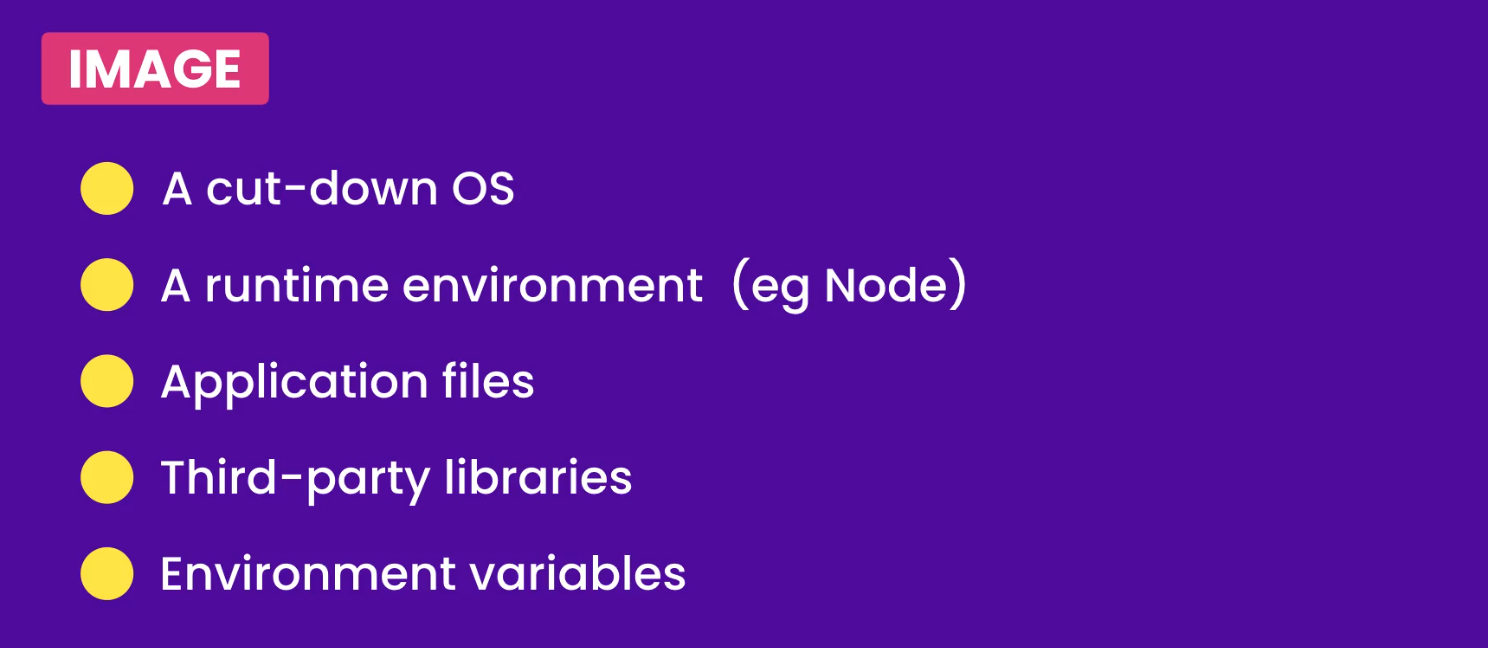 IMAGE
A cut-down OS
A runtime environment (eg Node)
Application files
Third-party libraries
Environment variables